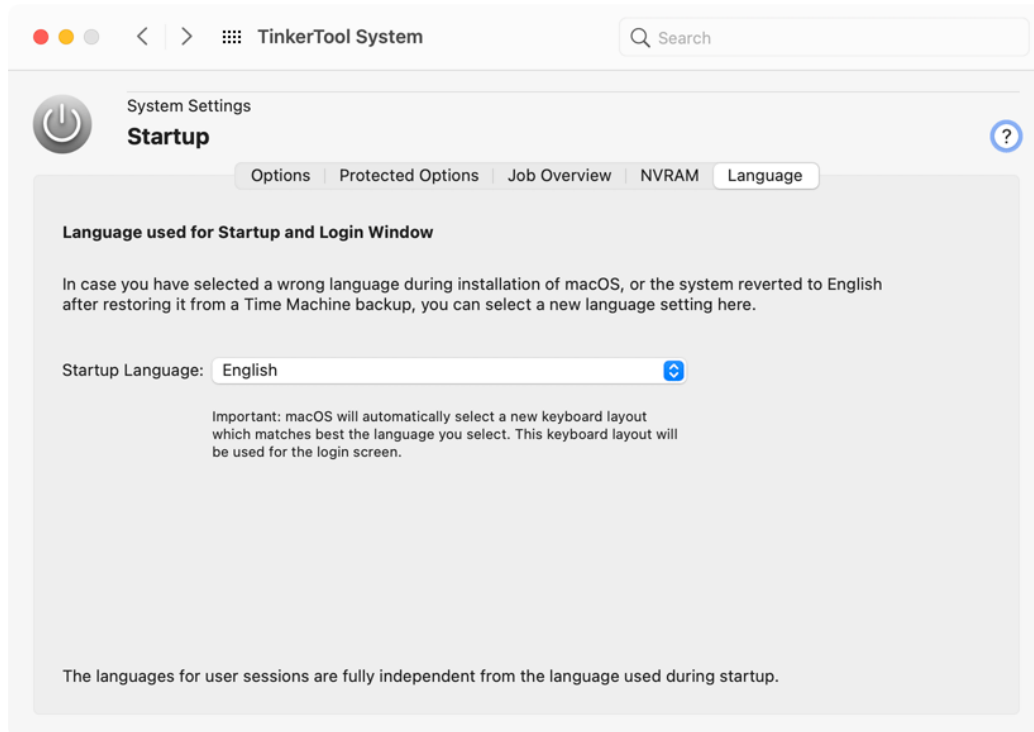 TinkerTool System
Search
System Settings
Startup
?
Options
Protected Options
Job Overview
NVRAM
Language
Language used for Startup and Login Window
In case you have selected a wrong language during installation of macOS, or the system reverted to English
after restoring it from a Time Machine backup, you can select a new language setting here.
Startup Language: English
Important: macOS will automatically select a new keyboard layout
which matches best the language you select. This keyboard layout will
be used for the login screen.
The languages for user sessions are fully independent from the language used during startup.